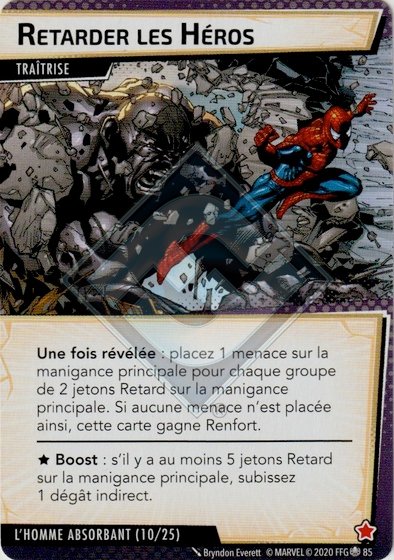 RETARDER LES HÉROS
TRAÎTRISE
Une fois révélée : placez 1 menace sur la
manigance principale pour chaque groupe
de 2 jetons Retard sur la manigance
principale. Si aucune menace n'est placée
ainsi, cette carte gagne Renfort.
★ Boost : s'il y a au moins 5 jetons Retard
sur la manigance principale, subissez
1 dégât indirect.
L'HOMME ABSORBANT (10/25)
Bryndon Everett © MARVEL © 2020 FFG 85